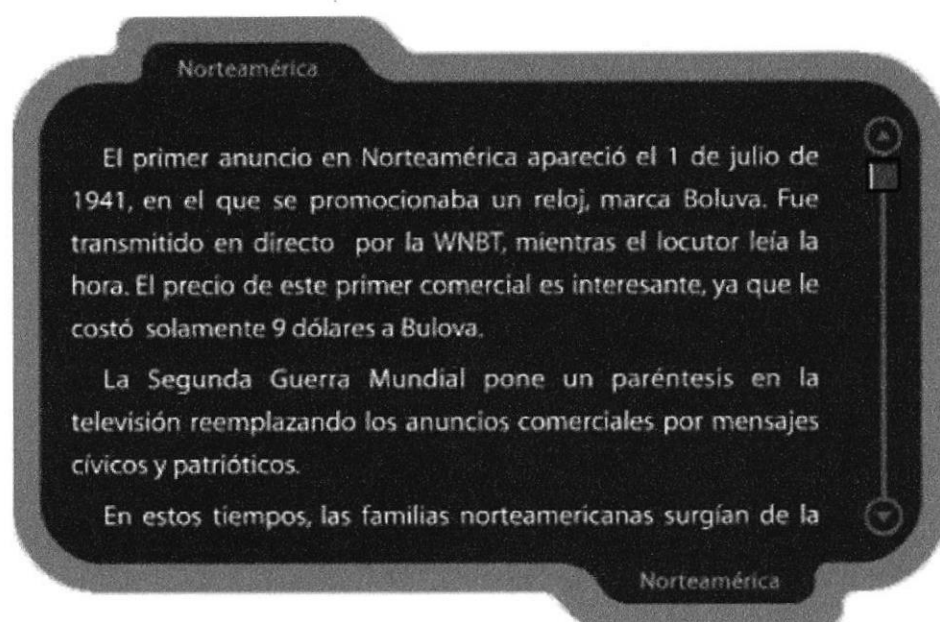 Norteamérica
El primer anuncio en Norteamérica apareció el 1 de julio de
1941, en el que se promocionaba un reloj, marca Boluva. Fue
transmitido en directo por la WNBT, mientras el locutor leía la
hora. El precio de este primer comercial es interesante, ya que le
costó solamente 9 dólares a Bulova.
La Segunda Guerra Mundial pone un paréntesis en la
televisión reemplazando los anuncios comerciales por mensajes
cívicos y patrióticos.
En estos tiempos, las familias norteamericanas surgían de la
Norteamérica